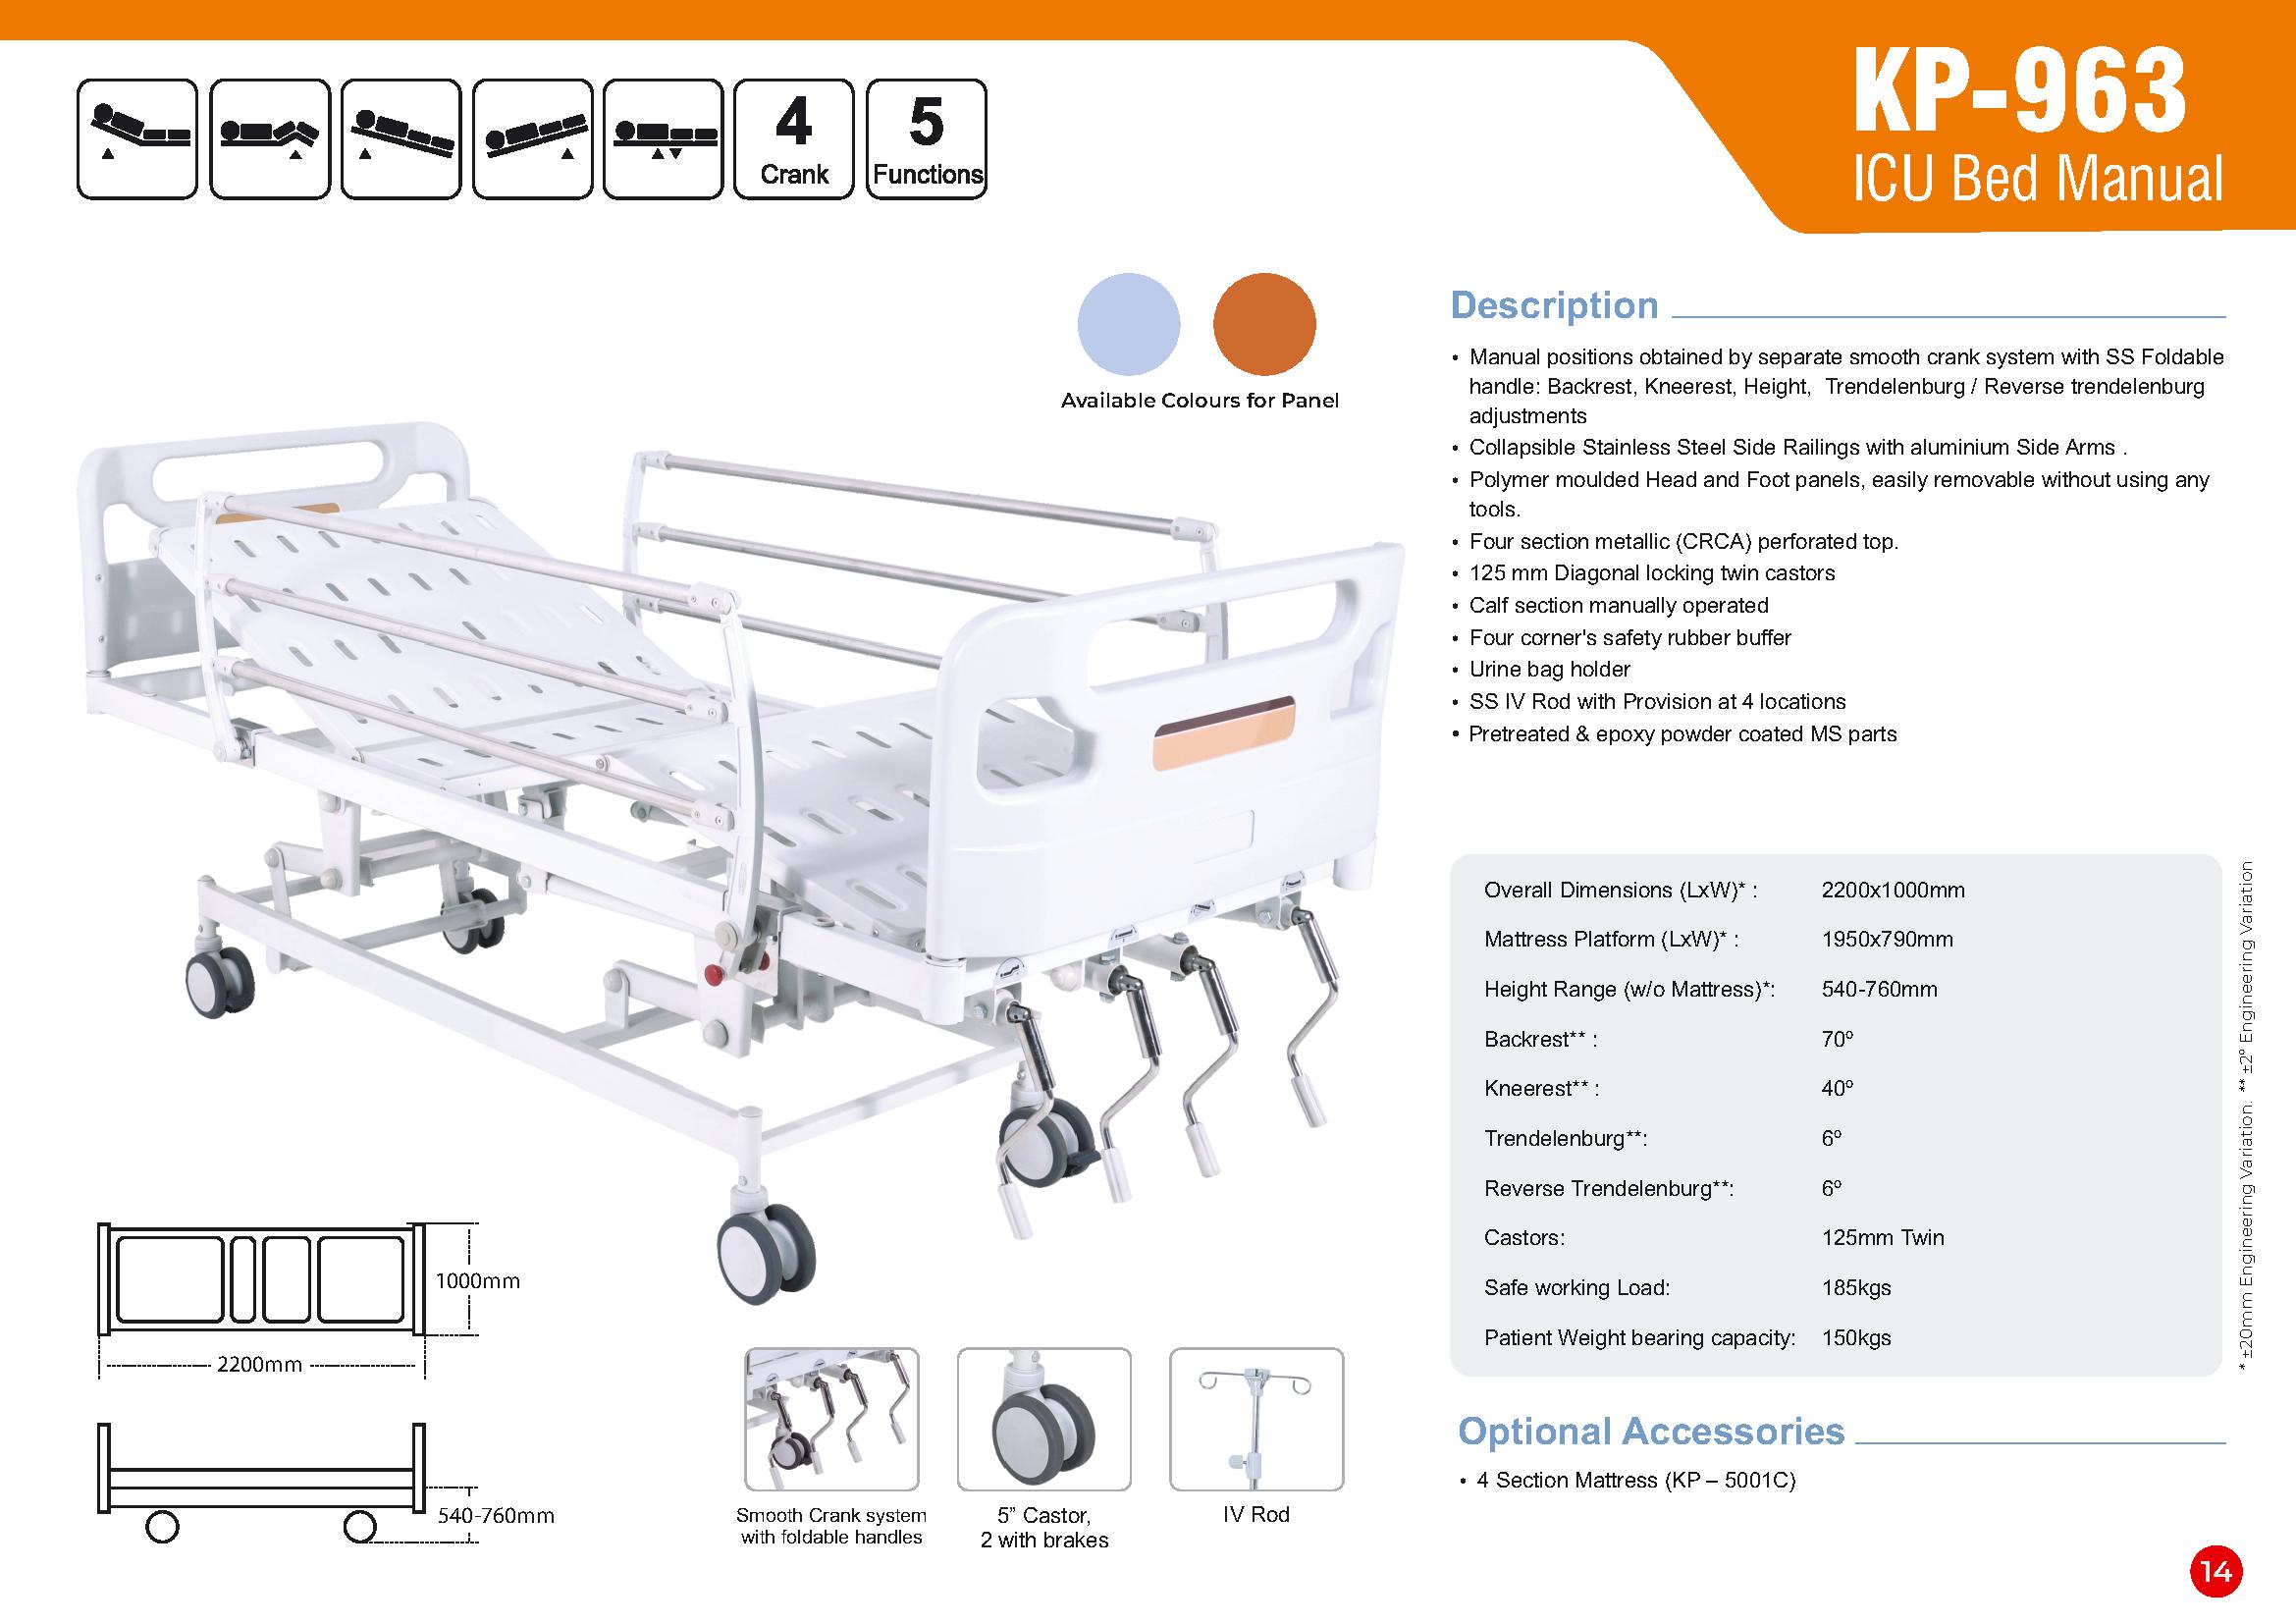 KP-963
ICU Bed Manual
4
Crank
5
Functions
Available Colours for Panel
Description
• Manual positions obtained by separate smooth crank system with SS Foldable
handle: Backrest, Kneerest, Height,  Trendelenburg / Reverse trendelenburg
adjustments
• Collapsible Stainless Steel Side Railings with aluminium Side Arms .
• Polymer moulded Head and Foot panels, easily removable without using any
tools.
• Four section metallic (CRCA) perforated top.
• 125 mm Diagonal locking twin castors
• Calf section manually operated
• Four corner's safety rubber buffer
• Urine bag holder
• SS IV Rod with Provision at 4 locations
• Pretreated & epoxy powder coated MS parts
Overall Dimensions (LxW)* : 2200x1000mm
Mattress Platform (LxW)* : 1950x790mm
Height Range (w/o Mattress)*: 540-760mm
Backrest** : 70º
Kneerest** : 40º
Trendelenburg**: 6º
Reverse Trendelenburg**: 6º
Castors: 125mm Twin
Safe working Load: 185kgs
Patient Weight bearing capacity: 150kgs
* ±20mm Engineering Variation.  ** ±2º Engineering Variation
Optional Accessories
• 4 Section Mattress (KP – 5001C)
1000mm
2200mm
540-760mm
Smooth Crank system
with foldable handles
5” Castor,
2 with brakes
IV Rod
14